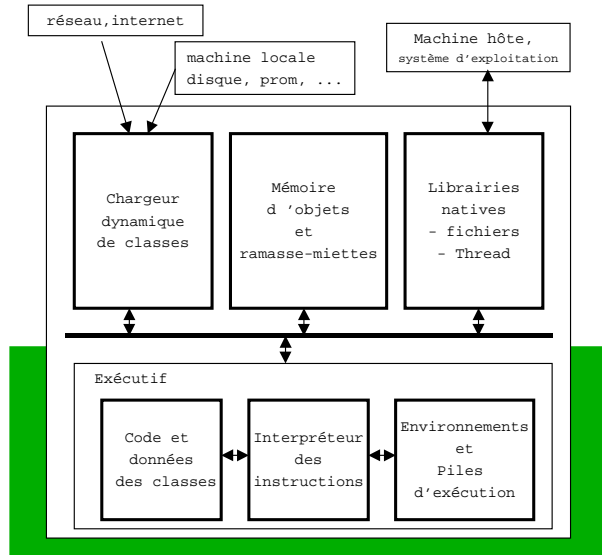 réseau,internet
machine locale
disque, prom, ...
Machine hôte,
système d'exploitation
Chargeur
dynamique
de classes
Mémoire
d 'objets
et
ramasse-miettes
Librairies
natives
- fichiers
- Thread
Exécutif
Code et
données
des classes
Interpréteur
des
instructions
Environnements
et
Piles
d'exécution